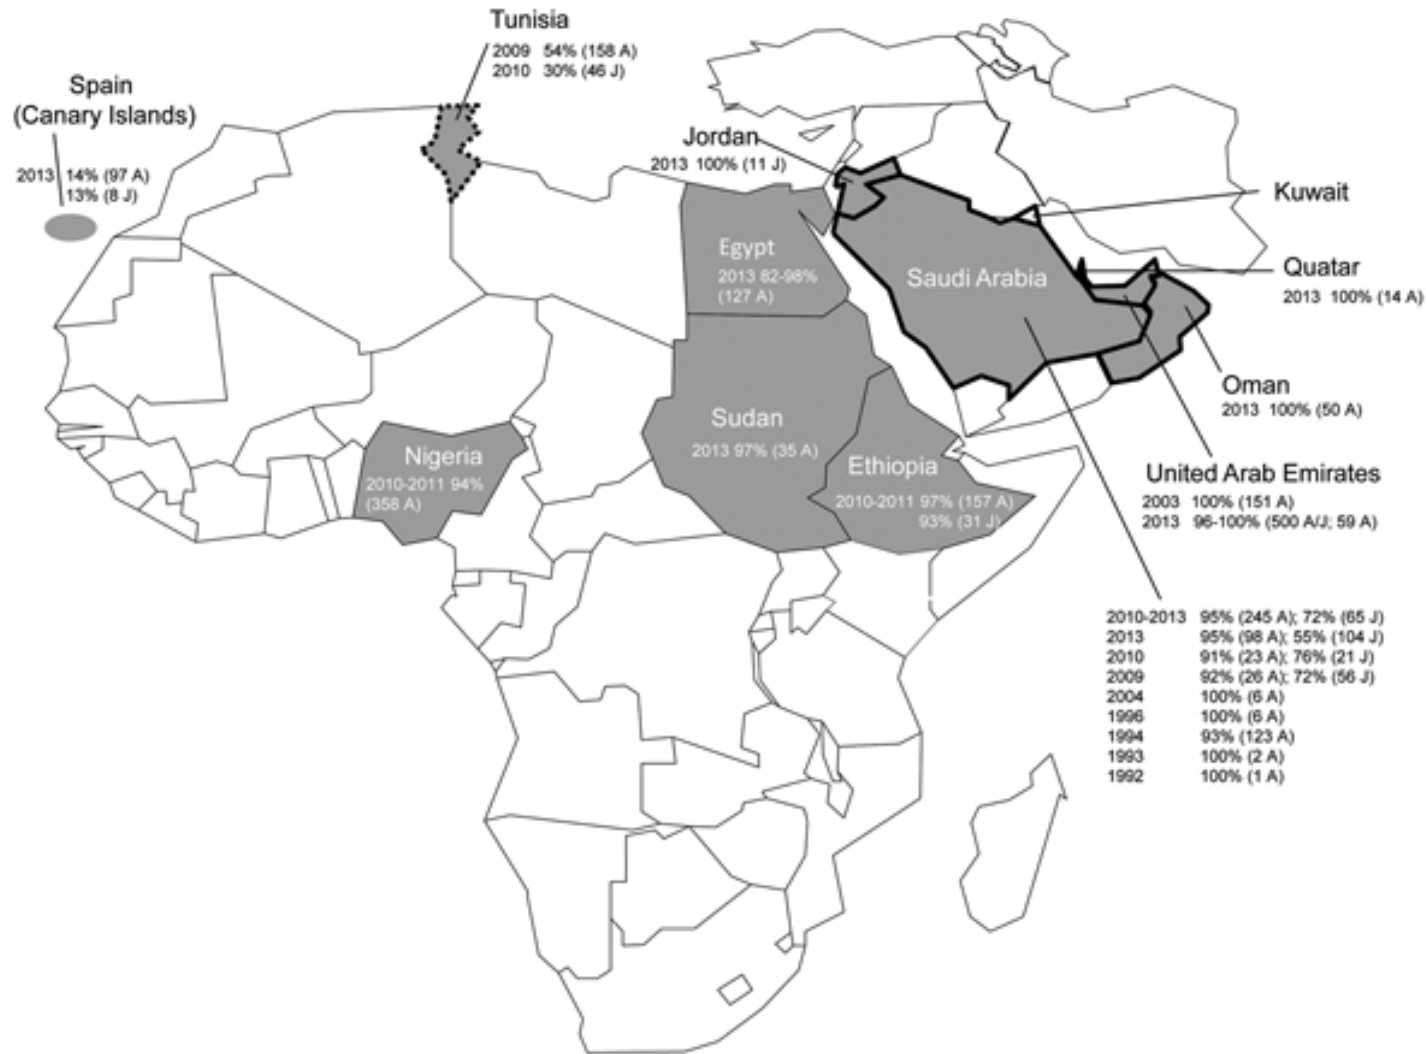 Tunisia
2009 54% (158 A)
2010 30% (46 J)
Spain
(Canary Islands)
2013 14% (97 A)
13% (8 J)
Jordan
2013 100% (11 J)
Kuwait
Egypt
2013 82-98%
(127 A)
Saudi Arabia
Quatar
2013 100% (14 A)
Oman
2013 100% (50 A)
Sudan
2013 97% (35 A)
Nigeria
2010-2011 94%
(358 A)
Ethiopia
2010-2011 97% (157 A)
93% (31 J)
United Arab Emirates
2003 100% (151 A)
2013 96-100% (500 A/J; 59 A)
2010-2013 95% (245 A); 72% (65 J)
2013 95% (98 A); 55% (104 J)
2010 91% (23 A); 76% (21 J)
2009 92% (26 A); 72% (56 J)
2004 100% (6 A)
1996 100% (6 A)
1994 93% (123 A)
1993 100% (2 A)
1992 100% (1 A)